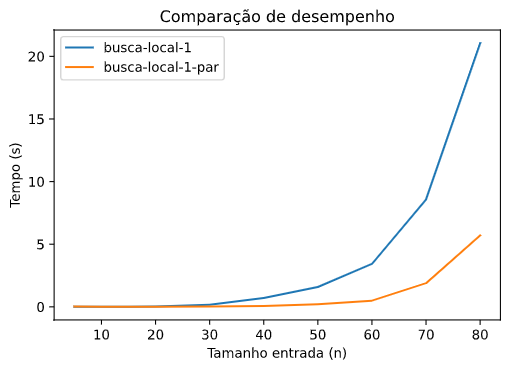 Comparação de desempenho
busca-local-1
busca-local-1-par
Tempo (s)
20
15
10
5
0
10 20 30 40 50 60 70 80
Tamanho entrada (n)